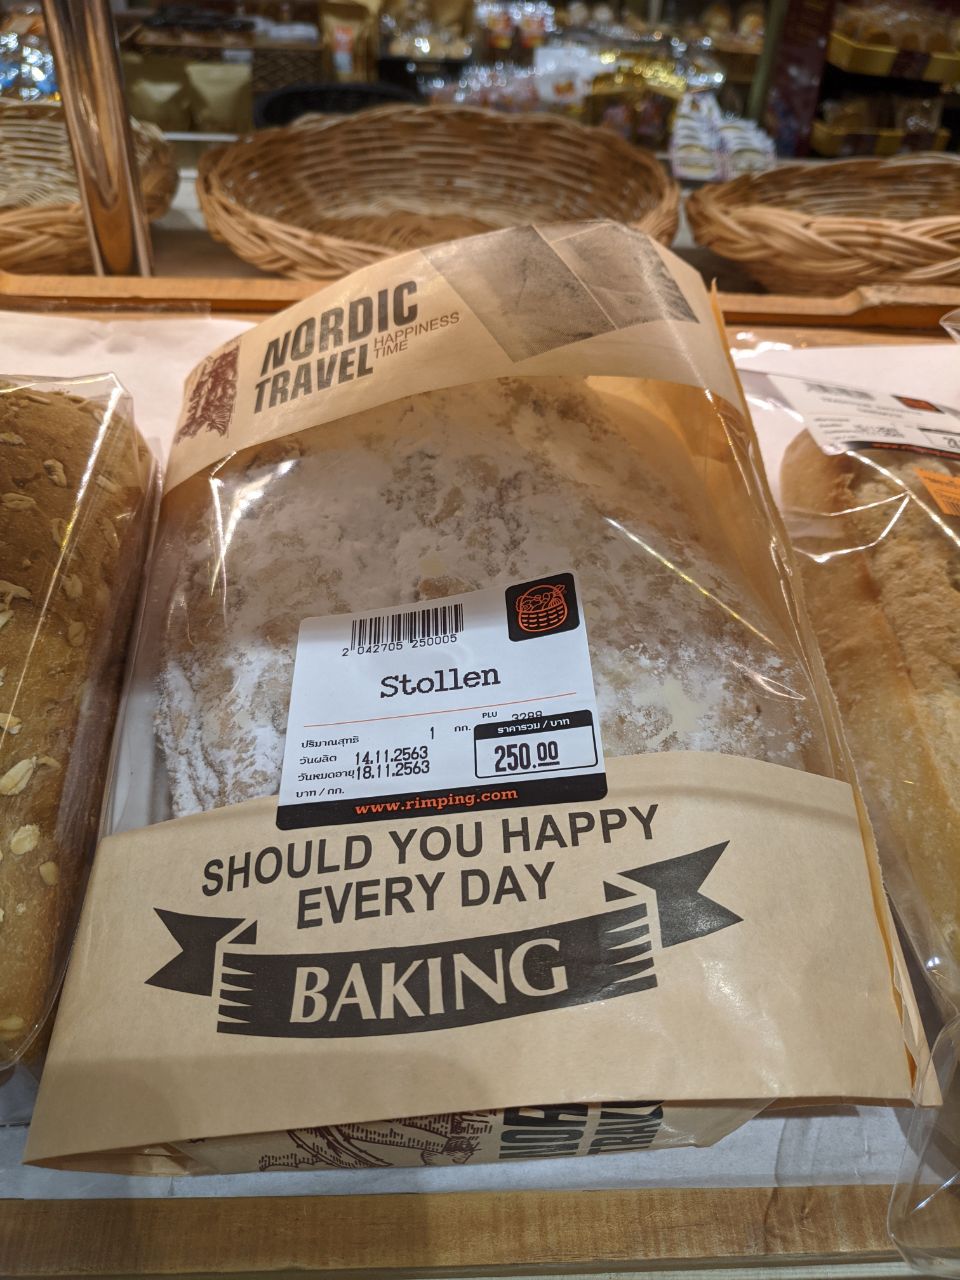 NORDIC
TRAVEL
HAPPINESS
TIME
2 042705 250005
Stollen
PLU 3299
ปริมาณสุทธิ 1 กก.
ราคารวม / บาท
วันผลิต 14.11.2563
250.00
วันหมดอายุ 18.11.2563
บาท / กก.
www.rimping.com
SHOULD YOU HAPPY
EVERY DAY
BAKING